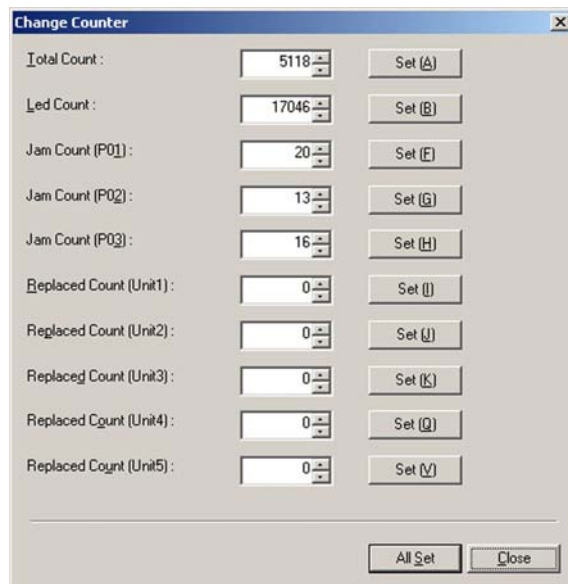 Change Counter
Total Count : 5118 Set (A)
Led Count : 17046 Set (B)
Jam Count (P01) : 20 Set (F)
Jam Count (P02) : 13 Set (G)
Jam Count (P03) : 16 Set (H)
Replaced Count (Unit1) : 0 Set (I)
Replaced Count (Unit2) : 0 Set (J)
Replaced Count (Unit3) : 0 Set (K)
Replaced Count (Unit4) : 0 Set (Q)
Replaced Count (Unit5) : 0 Set (V)
All Set Close